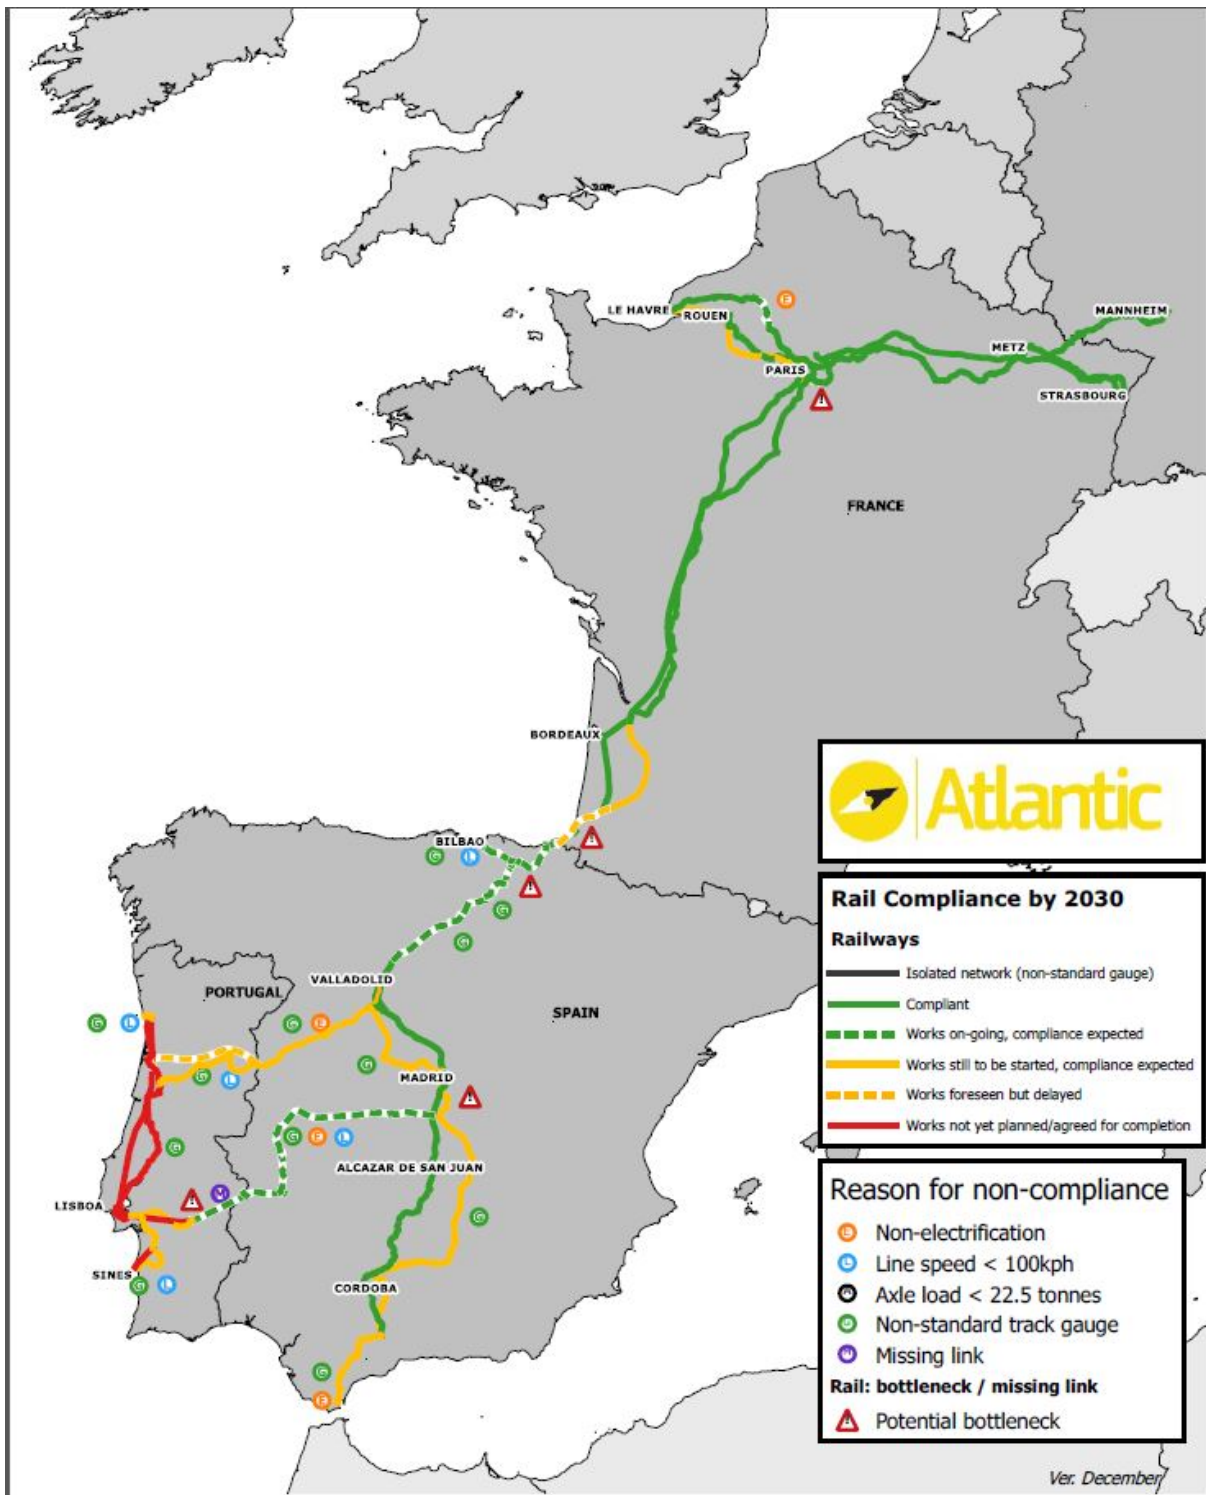 LE HAVRE
ROUEN
MANNHEIM
METZ
PARIS
STRASBOURG
FRANCE
BORDEAUX
Atlantic
BILBAO
Rail Compliance by 2030
Railways
Isolated network (non-standard gauge)
Compliant
Works on-going, compliance expected
Works still to be started, compliance expected
Works foreseen but delayed
Works not yet planned/agreed for completion
VALLADOLID
PORTUGAL
SPAIN
MADRID
ALCAZAR DE SAN JUAN
LISBOA
SINES
CORDOBA
Reason for non-compliance
Non-electrification
Line speed < 100kph
Axle load < 22.5 tonnes
Non-standard track gauge
Missing link
Rail: bottleneck / missing link
Potential bottleneck
Ver. December